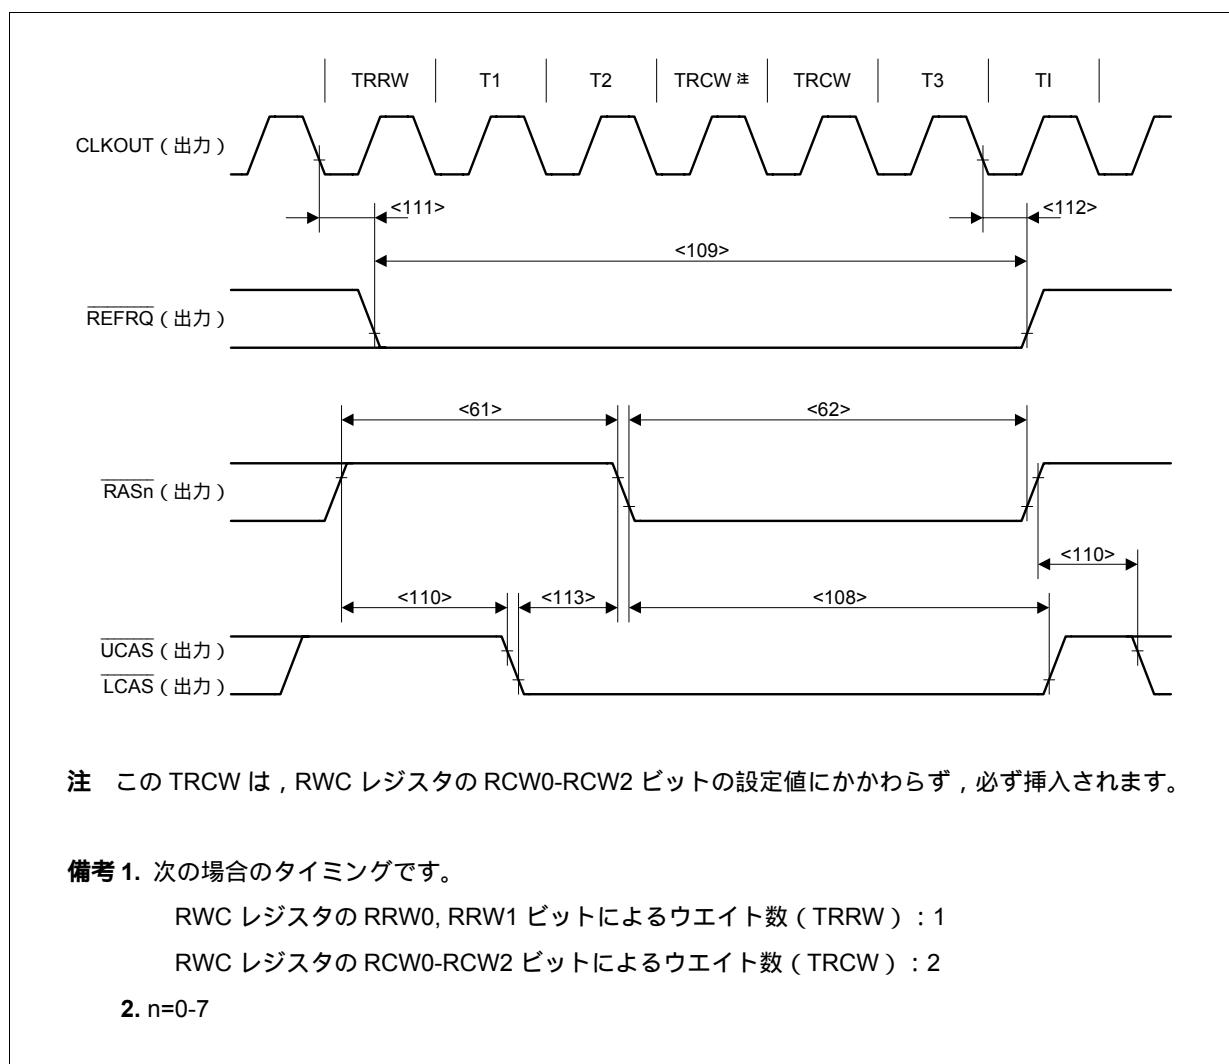 TRRW T1 T2 TRCW 注 TRCW T3 TI
CLKOUT（出力）
<111> <112>
<109>
REFRQ（出力）
<61> <62>
RASn（出力）
<110>
<110> <113> <108>
UCAS（出力）
LCAS（出力）
注 この TRCW は，RWC レジスタの RCW0-RCW2 ビットの設定値にかかわらず，必ず挿入されます。
備考 1. 次の場合のタイミングです。
RWC レジスタの RRW0, RRW1 ビットによるウエイト数（TRRW）：1
RWC レジスタの RCW0-RCW2 ビットによるウエイト数（TRCW）：2
2. n=0-7